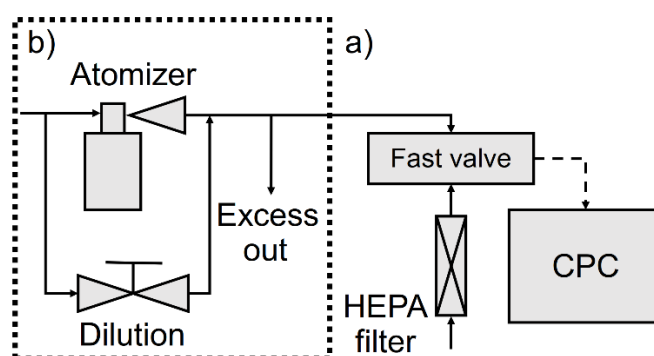 b)
a)
Atomizer
Fast valve
Excess
out
CPC
HEPA
filter
Dilution